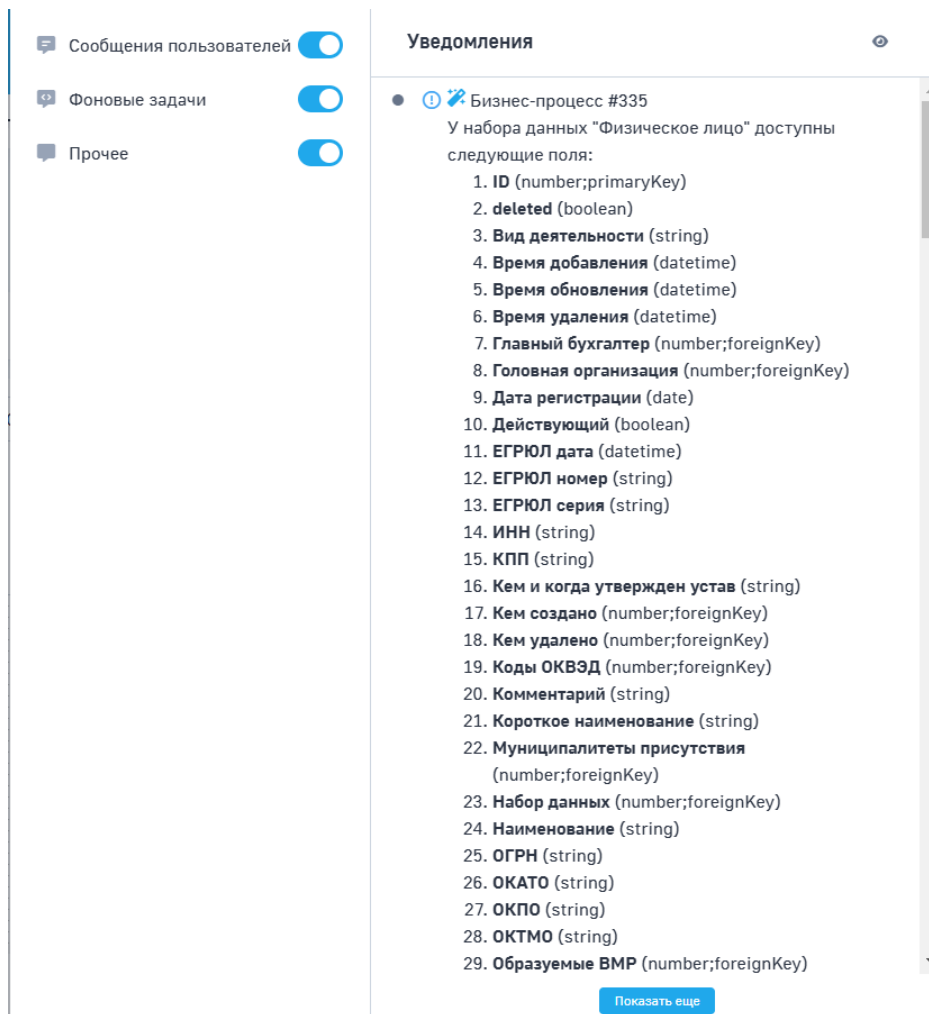 Сообщения пользователей
Фоновые задачи
Прочее
Уведомления
Бизнес-процесс #335
У набора данных "Физическое лицо" доступны
следующие поля:
1. ID (number;primaryKey)
2. deleted (boolean)
3. Вид деятельности (string)
4. Время добавления (datetime)
5. Время обновления (datetime)
6. Время удаления (datetime)
7. Главный бухгалтер (number;foreignKey)
8. Головная организация (number;foreignKey)
9. Дата регистрации (date)
10. Действующий (boolean)
11. ЕГРЮЛ дата (datetime)
12. ЕГРЮЛ номер (string)
13. ЕГРЮЛ серия (string)
14. ИНН (string)
15. КПП (string)
16. Кем и когда утвержден устав (string)
17. Кем создано (number;foreignKey)
18. Кем удалено (number;foreignKey)
19. Коды ОКВЭД (number;foreignKey)
20. Комментарий (string)
21. Короткое наименование (string)
22. Муниципалитеты присутствия
(number;foreignKey)
23. Набор данных (number;foreignKey)
24. Наименование (string)
25. ОГРН (string)
26. ОКАТО (string)
27. ОКПО (string)
28. ОКТМО (string)
29. Образуемые ВМР (number;foreignKey)
Показать еще